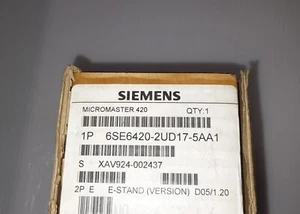 SIEMENS
MICROMASTER 420 QTY:1
1P 6SE6420-2UD17-5AA1
S XAV924-002437
2P E E-STAND (VERSION) D05/1.20